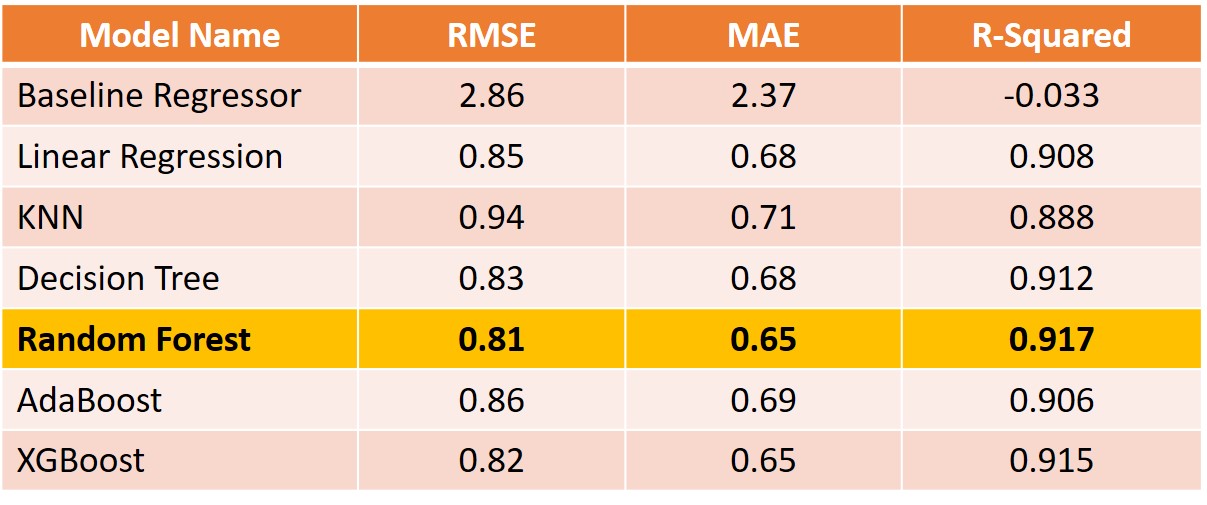 Model Name RMSE MAE R-Squared
Baseline Regressor 2.86 2.37 -0.033
Linear Regression 0.85 0.68 0.908
KNN 0.94 0.71 0.888
Decision Tree 0.83 0.68 0.912
Random Forest 0.81 0.65 0.917
AdaBoost 0.86 0.69 0.906
XGBoost 0.82 0.65 0.915